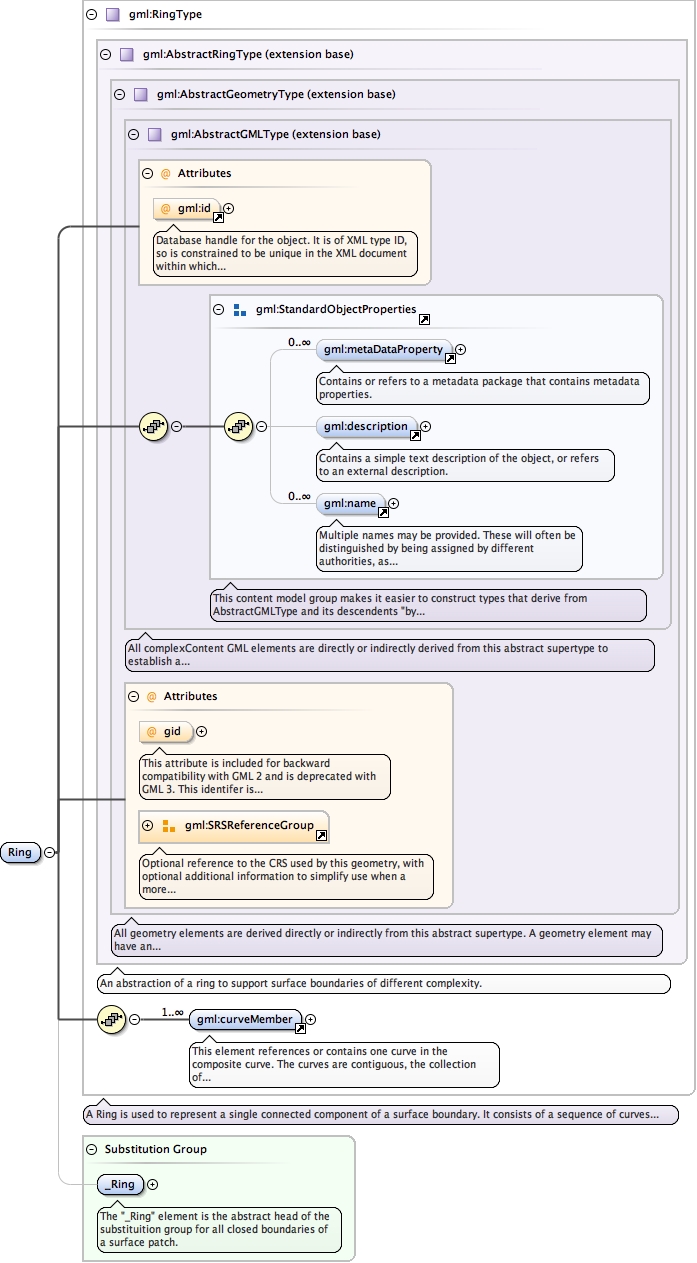 gml:RingType
gml:AbstractRingType (extension base)
gml:AbstractGeometryType (extension base)
gml:AbstractGMLType (extension base)
@ Attributes
@ gml:id
Database handle for the object. It is of XML type ID,
so is constrained to be unique in the XML document
within which...
gml:StandardObjectProperties
0..∞
gml:metaDataProperty
Contains or refers to a metadata package that contains metadata
properties.
gml:description
Contains a simple text description of the object, or refers
to an external description.
0..∞
gml:name
Multiple names may be provided. These will often be
distinguished by being assigned by different
authorities, as...
This content model group makes it easier to construct types that derive from
AbstractGMLType and its descendents "by...
All complexContent GML elements are directly or indirectly derived from this abstract supertype to
establish a...
@ Attributes
@ gid
This attribute is included for backward
compatibility with GML 2 and is deprecated with
GML 3. This identifer is...
gml:SRSReferenceGroup
Optional reference to the CRS used by this geometry, with
optional additional information to simplify use when a
more...
Ring
All geometry elements are derived directly or indirectly from this abstract supertype. A geometry element may
have an...
An abstraction of a ring to support surface boundaries of different complexity.
1..∞
gml:curveMember
This element references or contains one curve in the
composite curve. The curves are contiguous, the collection
of...
A Ring is used to represent a single connected component of a surface boundary. It consists of a sequence of curves...
Substitution Group
_Ring
The "_Ring" element is the abstract head of the
substituition group for all closed boundaries of
a surface patch.